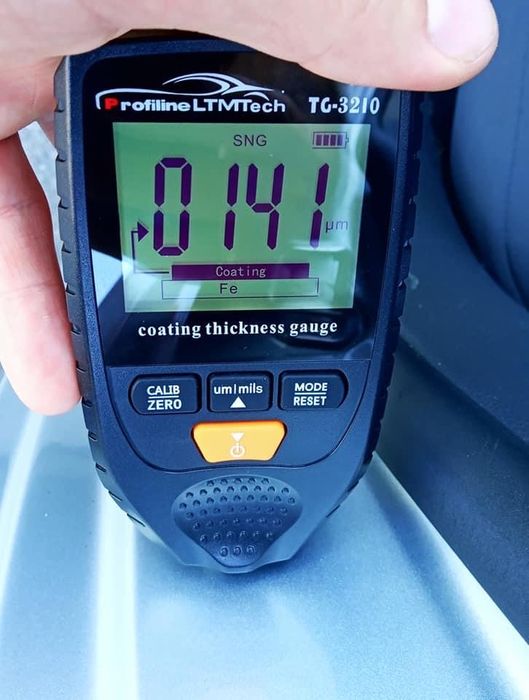 ProfilineLTMTech TG-3210
SNG
0141 µm
Coating
Fe
coating thickness gauge
CALIB
ZERO
um|mils
MODE
RESET